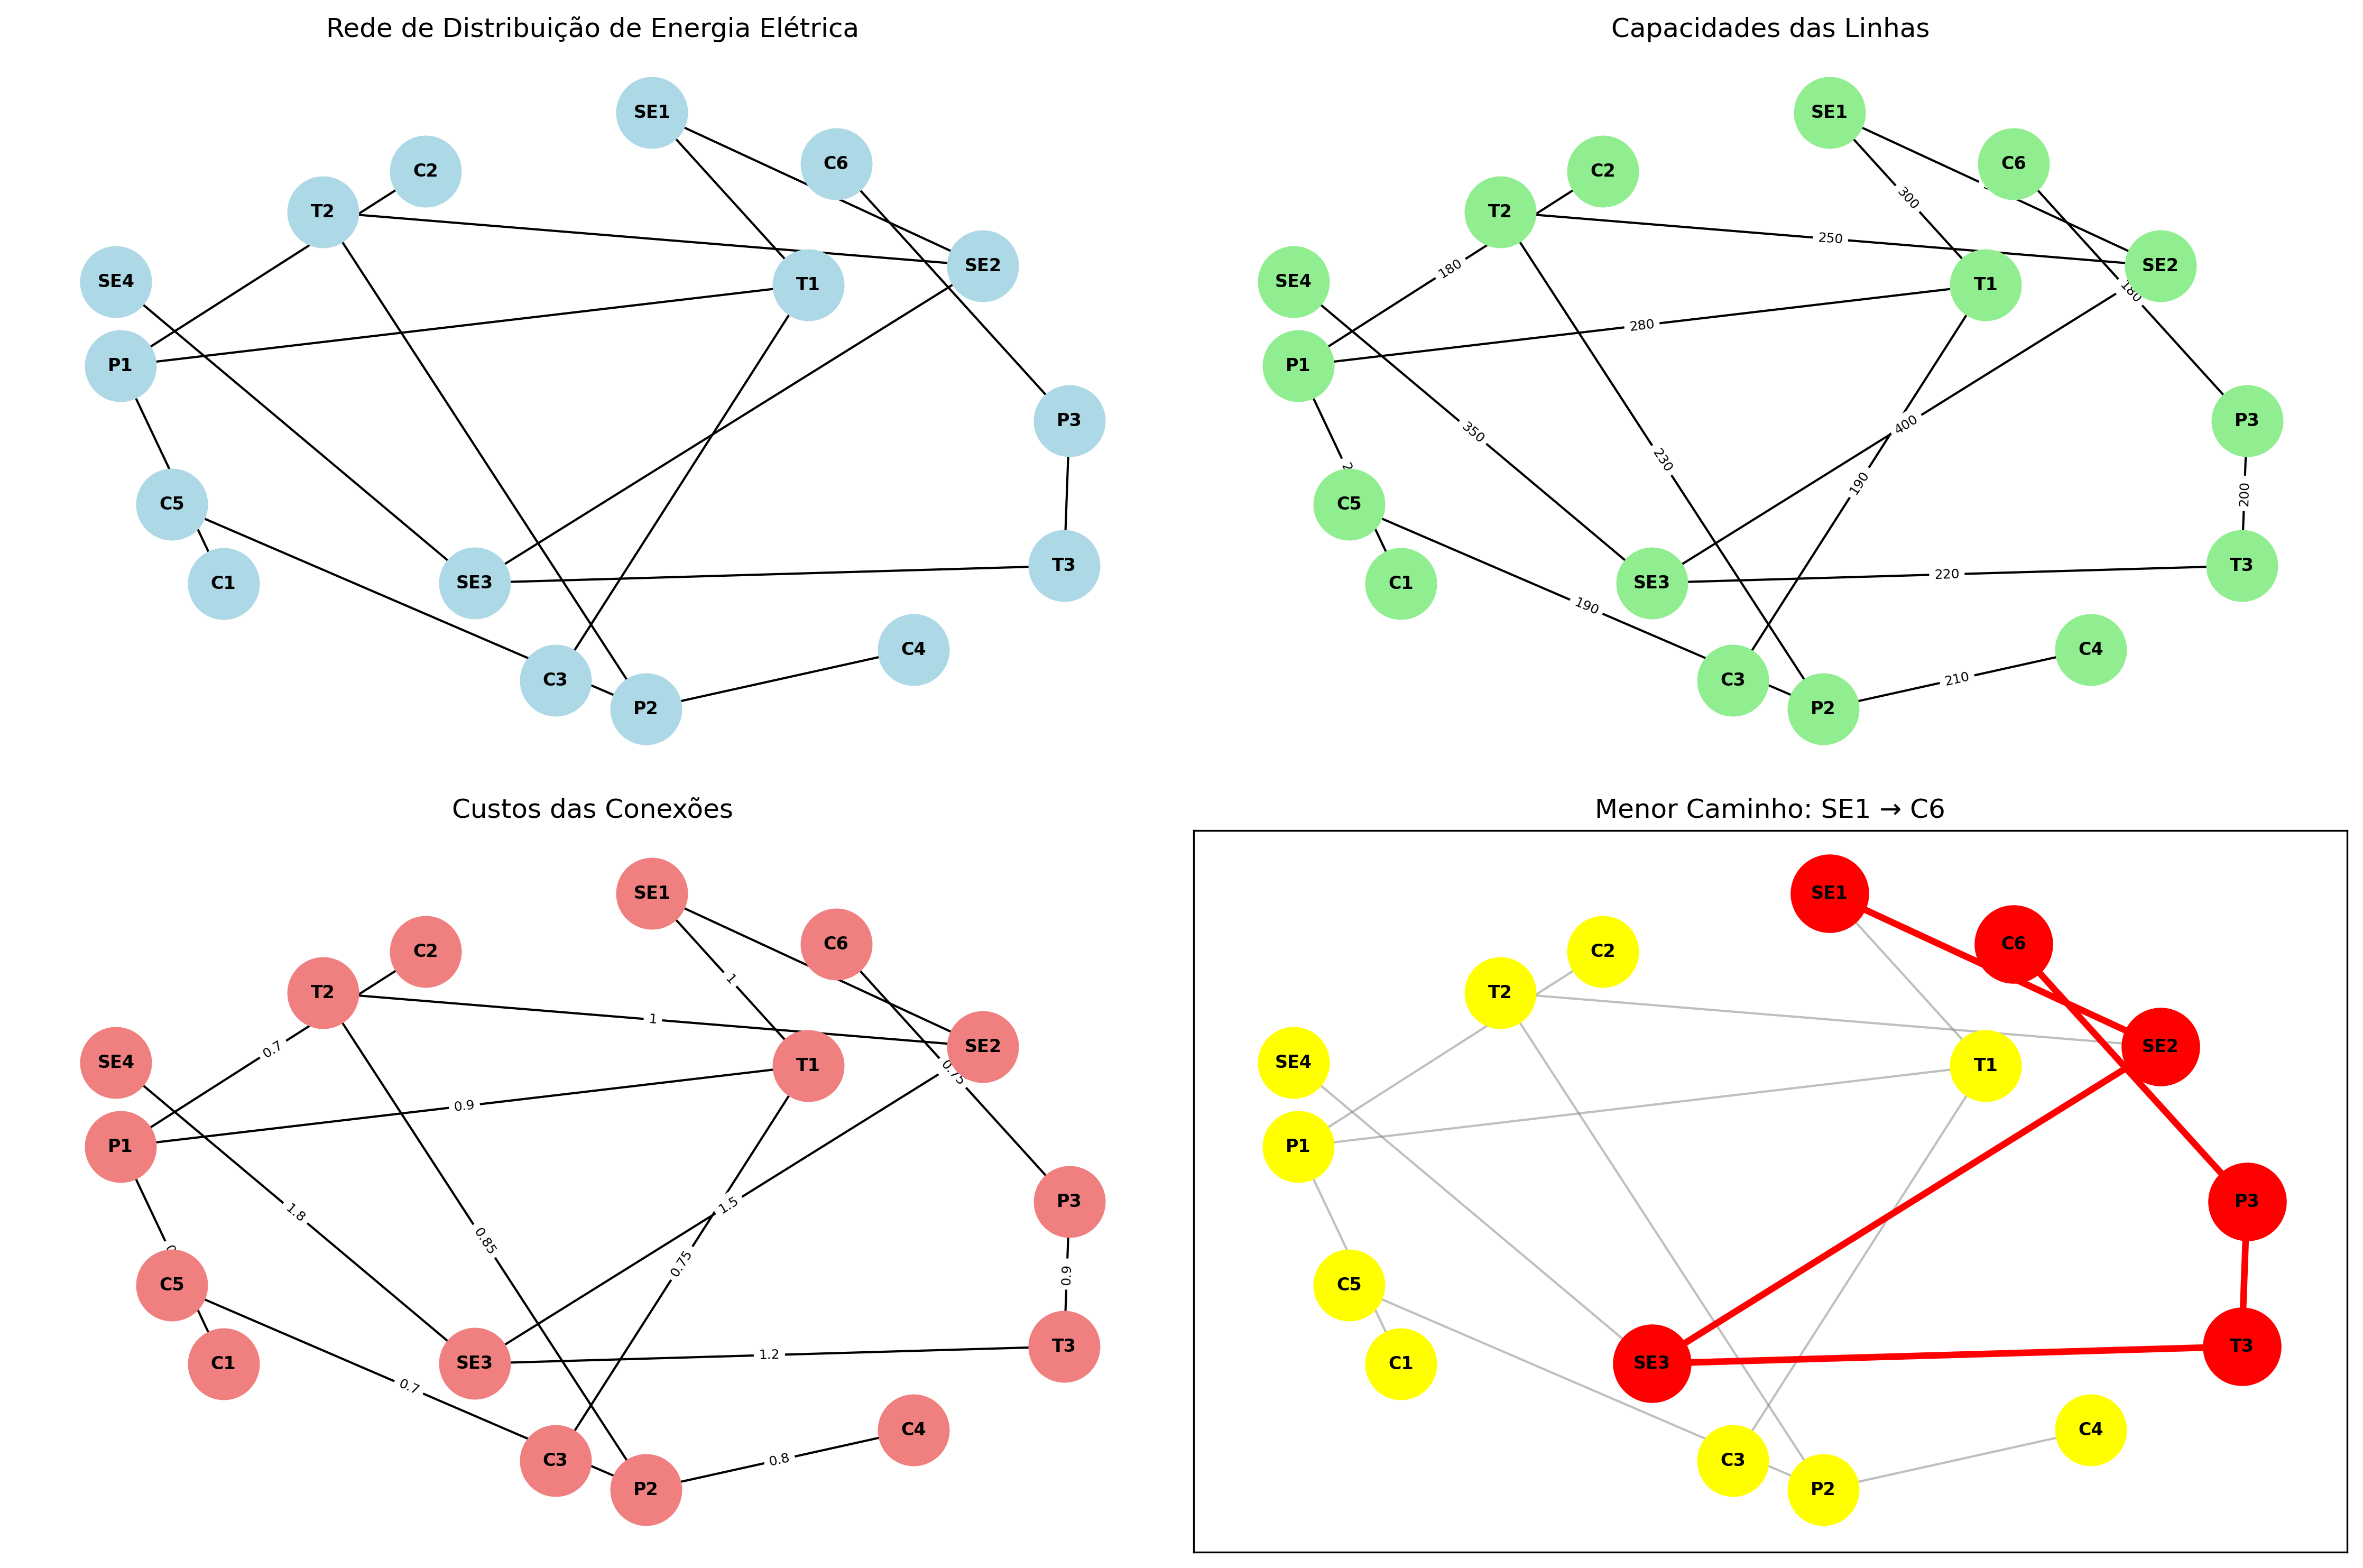 Rede de Distribuição de Energia Elétrica
SE1
C6
C2
T2
SE2
SE4
T1
P1
P3
C5
T3
C1
SE3
C4
C3
P2
Capacidades das Linhas
SE1
C6
C2
300
T2
250
SE2
180
SE4
T1
180
280
P1
P3
350
400
230
2
190
200
C5
T3
220
C1
SE3
190
C4
C3
210
P2
Custos das Conexões
SE1
C6
C2
1
T2
1
SE2
SE4
0.7
T1
0.75
0.9
P1
P3
1.8
1.5
0.85
0.75
0.9
C5
T3
1.2
C1
SE3
0.7
C4
C3
0.8
P2
Menor Caminho: SE1 → C6
SE1
C6
C2
T2
SE2
SE4
T1
P1
P3
C5
T3
C1
SE3
C4
C3
P2